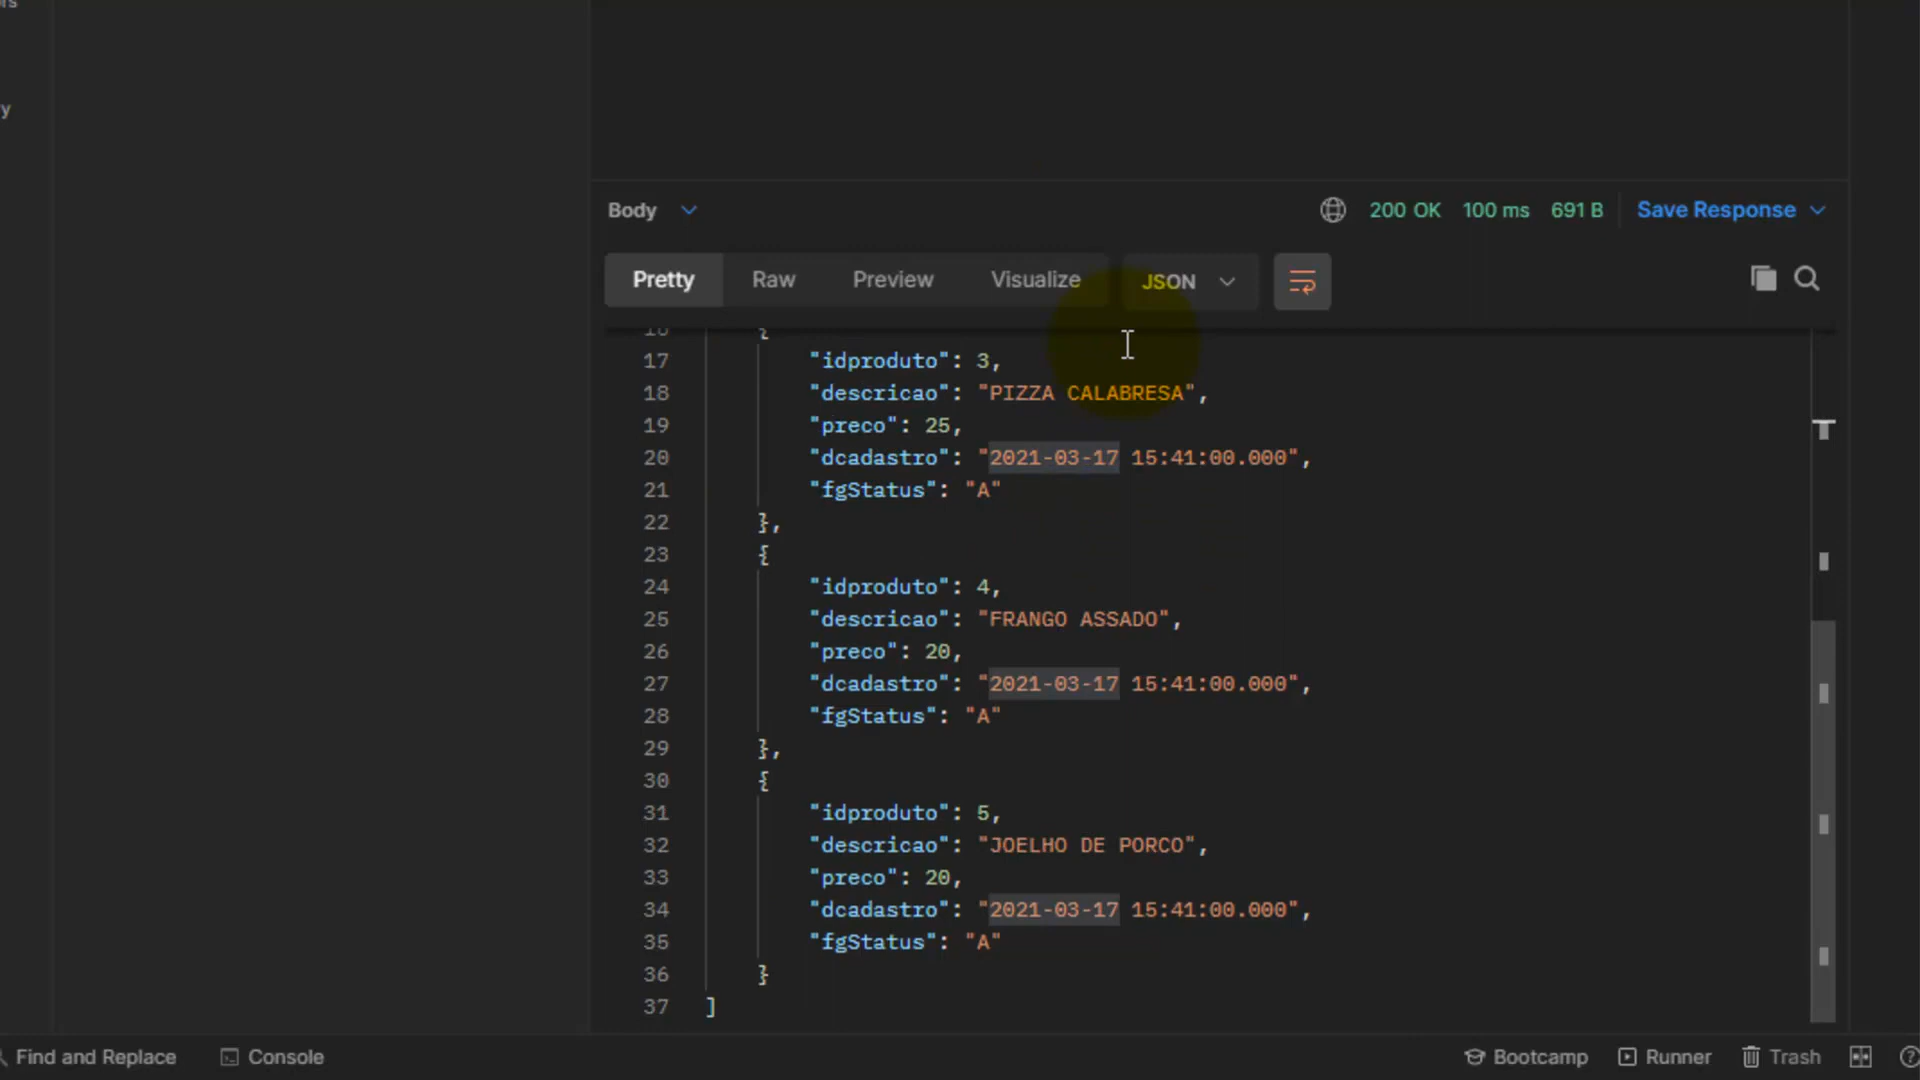 Body
200 OK 100 ms 691 B Save Response
Pretty Raw Preview Visualize JSON
16 {
17 "idproduto": 3,
18 "descricao": "PIZZA CALABRESA",
19 "preco": 25,
20 "dcadastro": "2021-03-17 15:41:00.000",
21 "fgStatus": "A"
22 },
23 {
24 "idproduto": 4,
25 "descricao": "FRANGO ASSADO",
26 "preco": 20,
27 "dcadastro": "2021-03-17 15:41:00.000",
28 "fgStatus": "A"
29 },
30 {
31 "idproduto": 5,
32 "descricao": "JOELHO DE PORCO",
33 "preco": 20,
34 "dcadastro": "2021-03-17 15:41:00.000",
35 "fgStatus": "A"
36 }
37 ]
Find and Replace Console Bootcamp Runner Trash